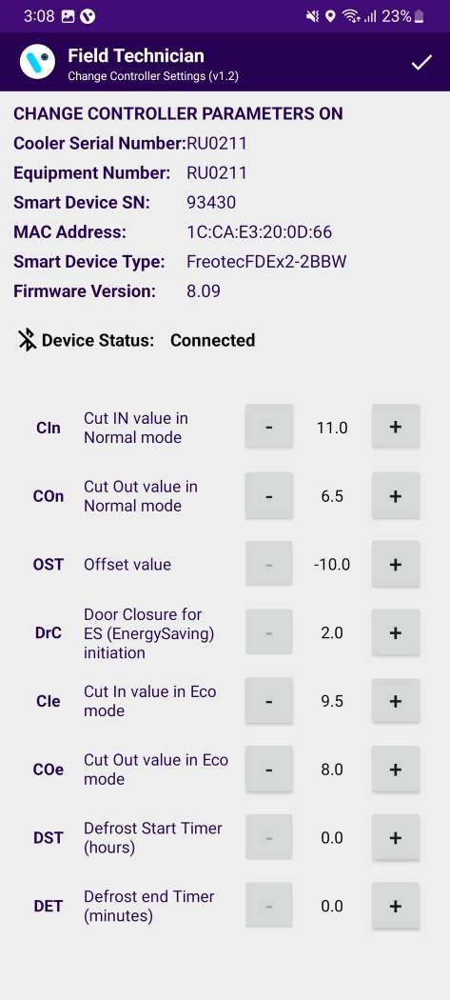 3:08 23%
Field Technician
Change Controller Settings (v1.2)
CHANGE CONTROLLER PARAMETERS ON
Cooler Serial Number:RU0211
Equipment Number: RU0211
Smart Device SN: 93430
MAC Address: 1C:CA:E3:20:0D:66
Smart Device Type: FreotecFDEx2-2BBW
Firmware Version: 8.09
Device Status: Connected
CIn Cut IN value in
Normal mode - 11.0 +
COn Cut Out value in
Normal mode - 6.5 +
OST Offset value - -10.0 +
DrC Door Closure for
ES (EnergySaving)
initiation - 2.0 +
CIe Cut In value in Eco
mode - 9.5 +
COe Cut Out value in Eco
mode - 8.0 +
DST Defrost Start Timer
(hours) - 0.0 +
DET Defrost end Timer
(minutes) - 0.0 +